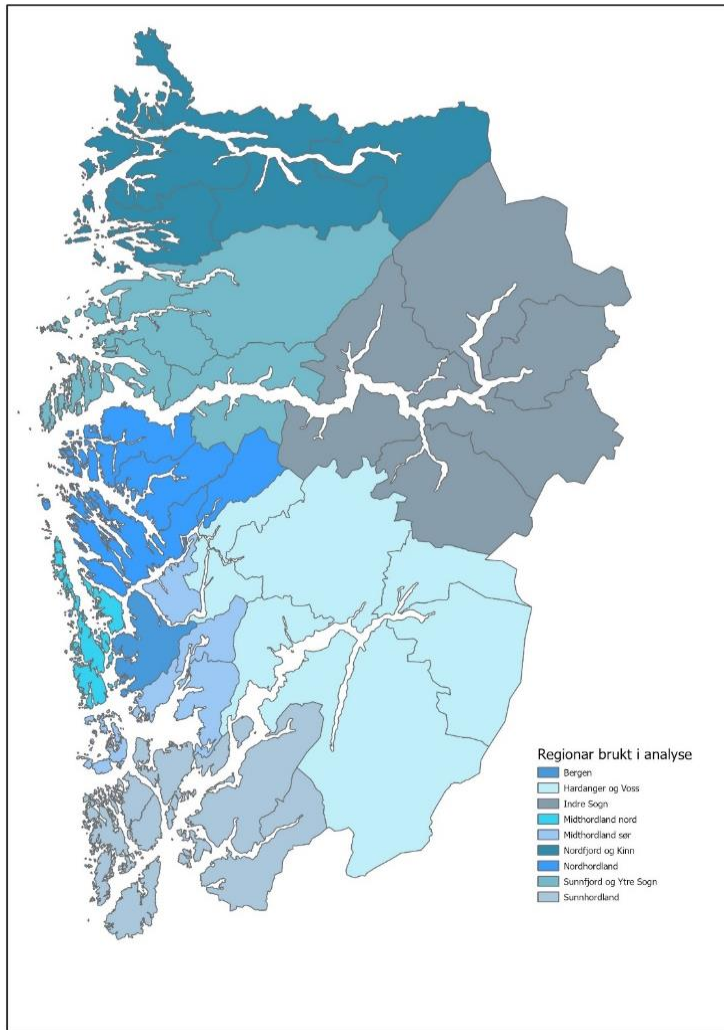 Regionar brukt i analyse
Bergen
Hardanger og Voss
Indre Sogn
Midthordland nord
Midthordland sør
Nordfjord og Kinn
Nordhordland
Sunnfjord og Ytre Sogn
Sunnhordland